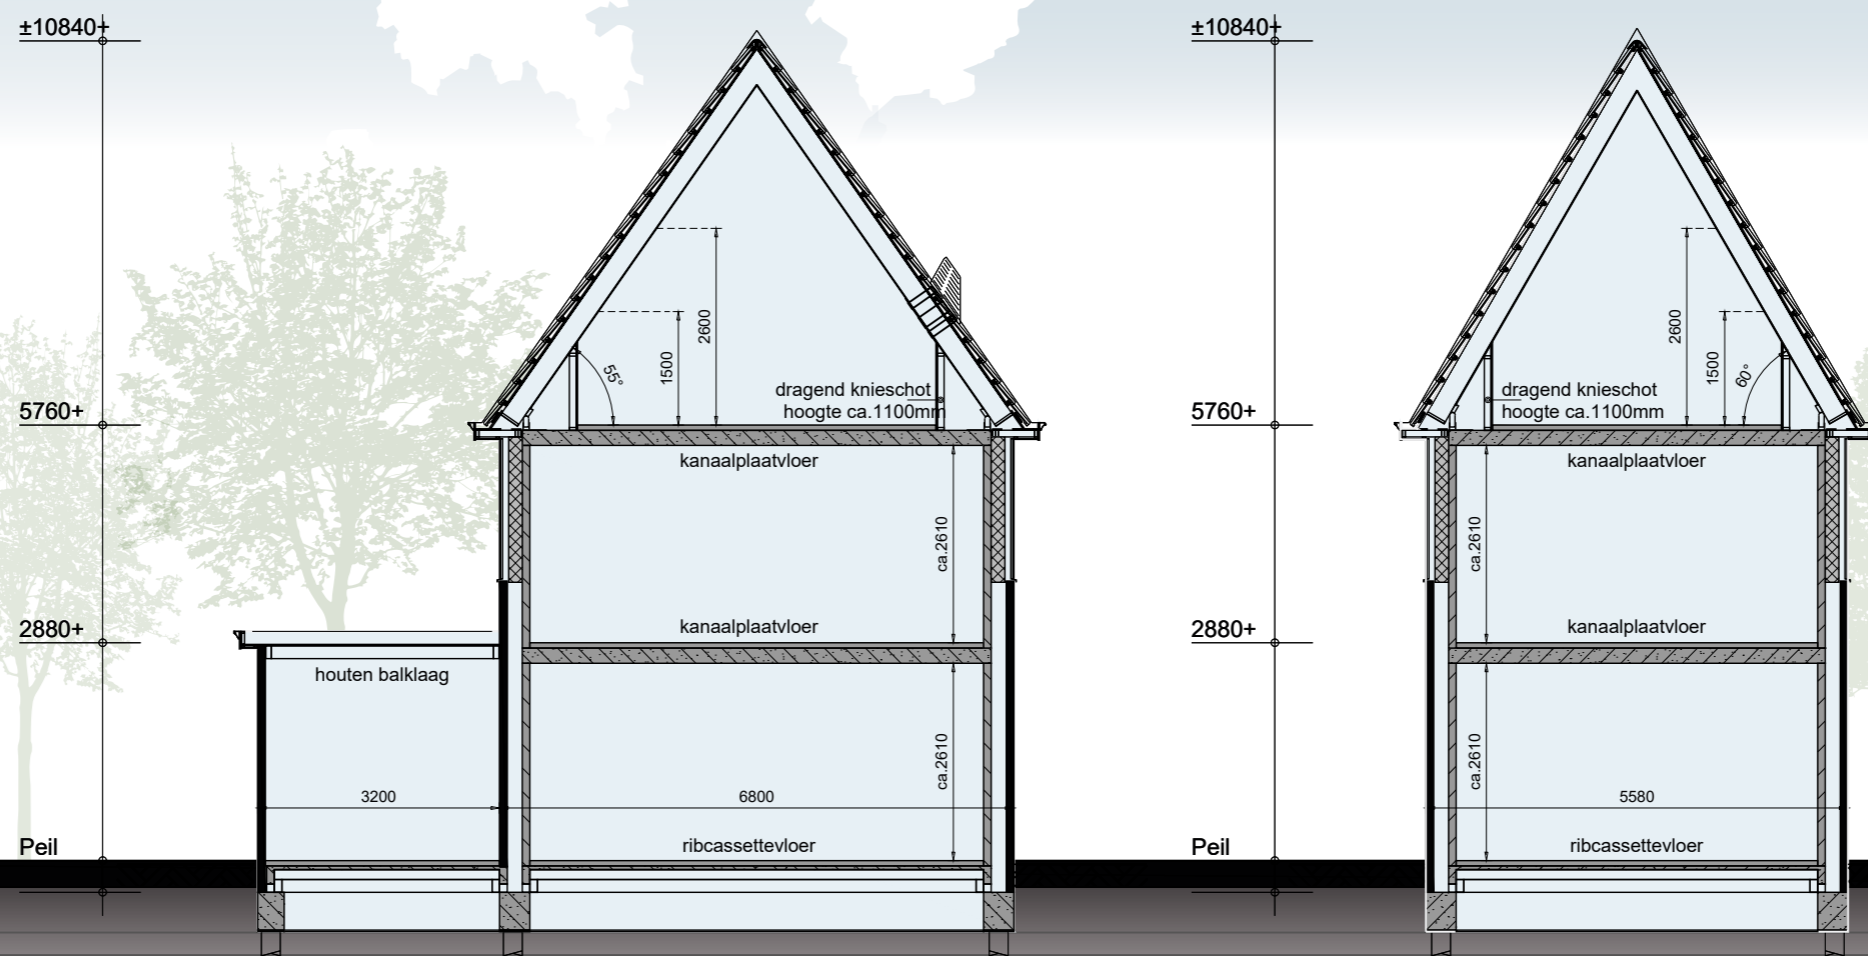 ±10840+
5760+
2880+
Peil
2600
1500
55°
dragend knieschot
hoogte ca.1100mm
kanaalplaatvloer
ca.2610
kanaalplaatvloer
houten balklaag
ca.2610
3200
6800
ribcassettevloer
±10840+
5760+
2880+
Peil
2600
1500
60°
dragend knieschot
hoogte ca.1100mm
kanaalplaatvloer
ca.2610
kanaalplaatvloer
ca.2610
5580
ribcassettevloer